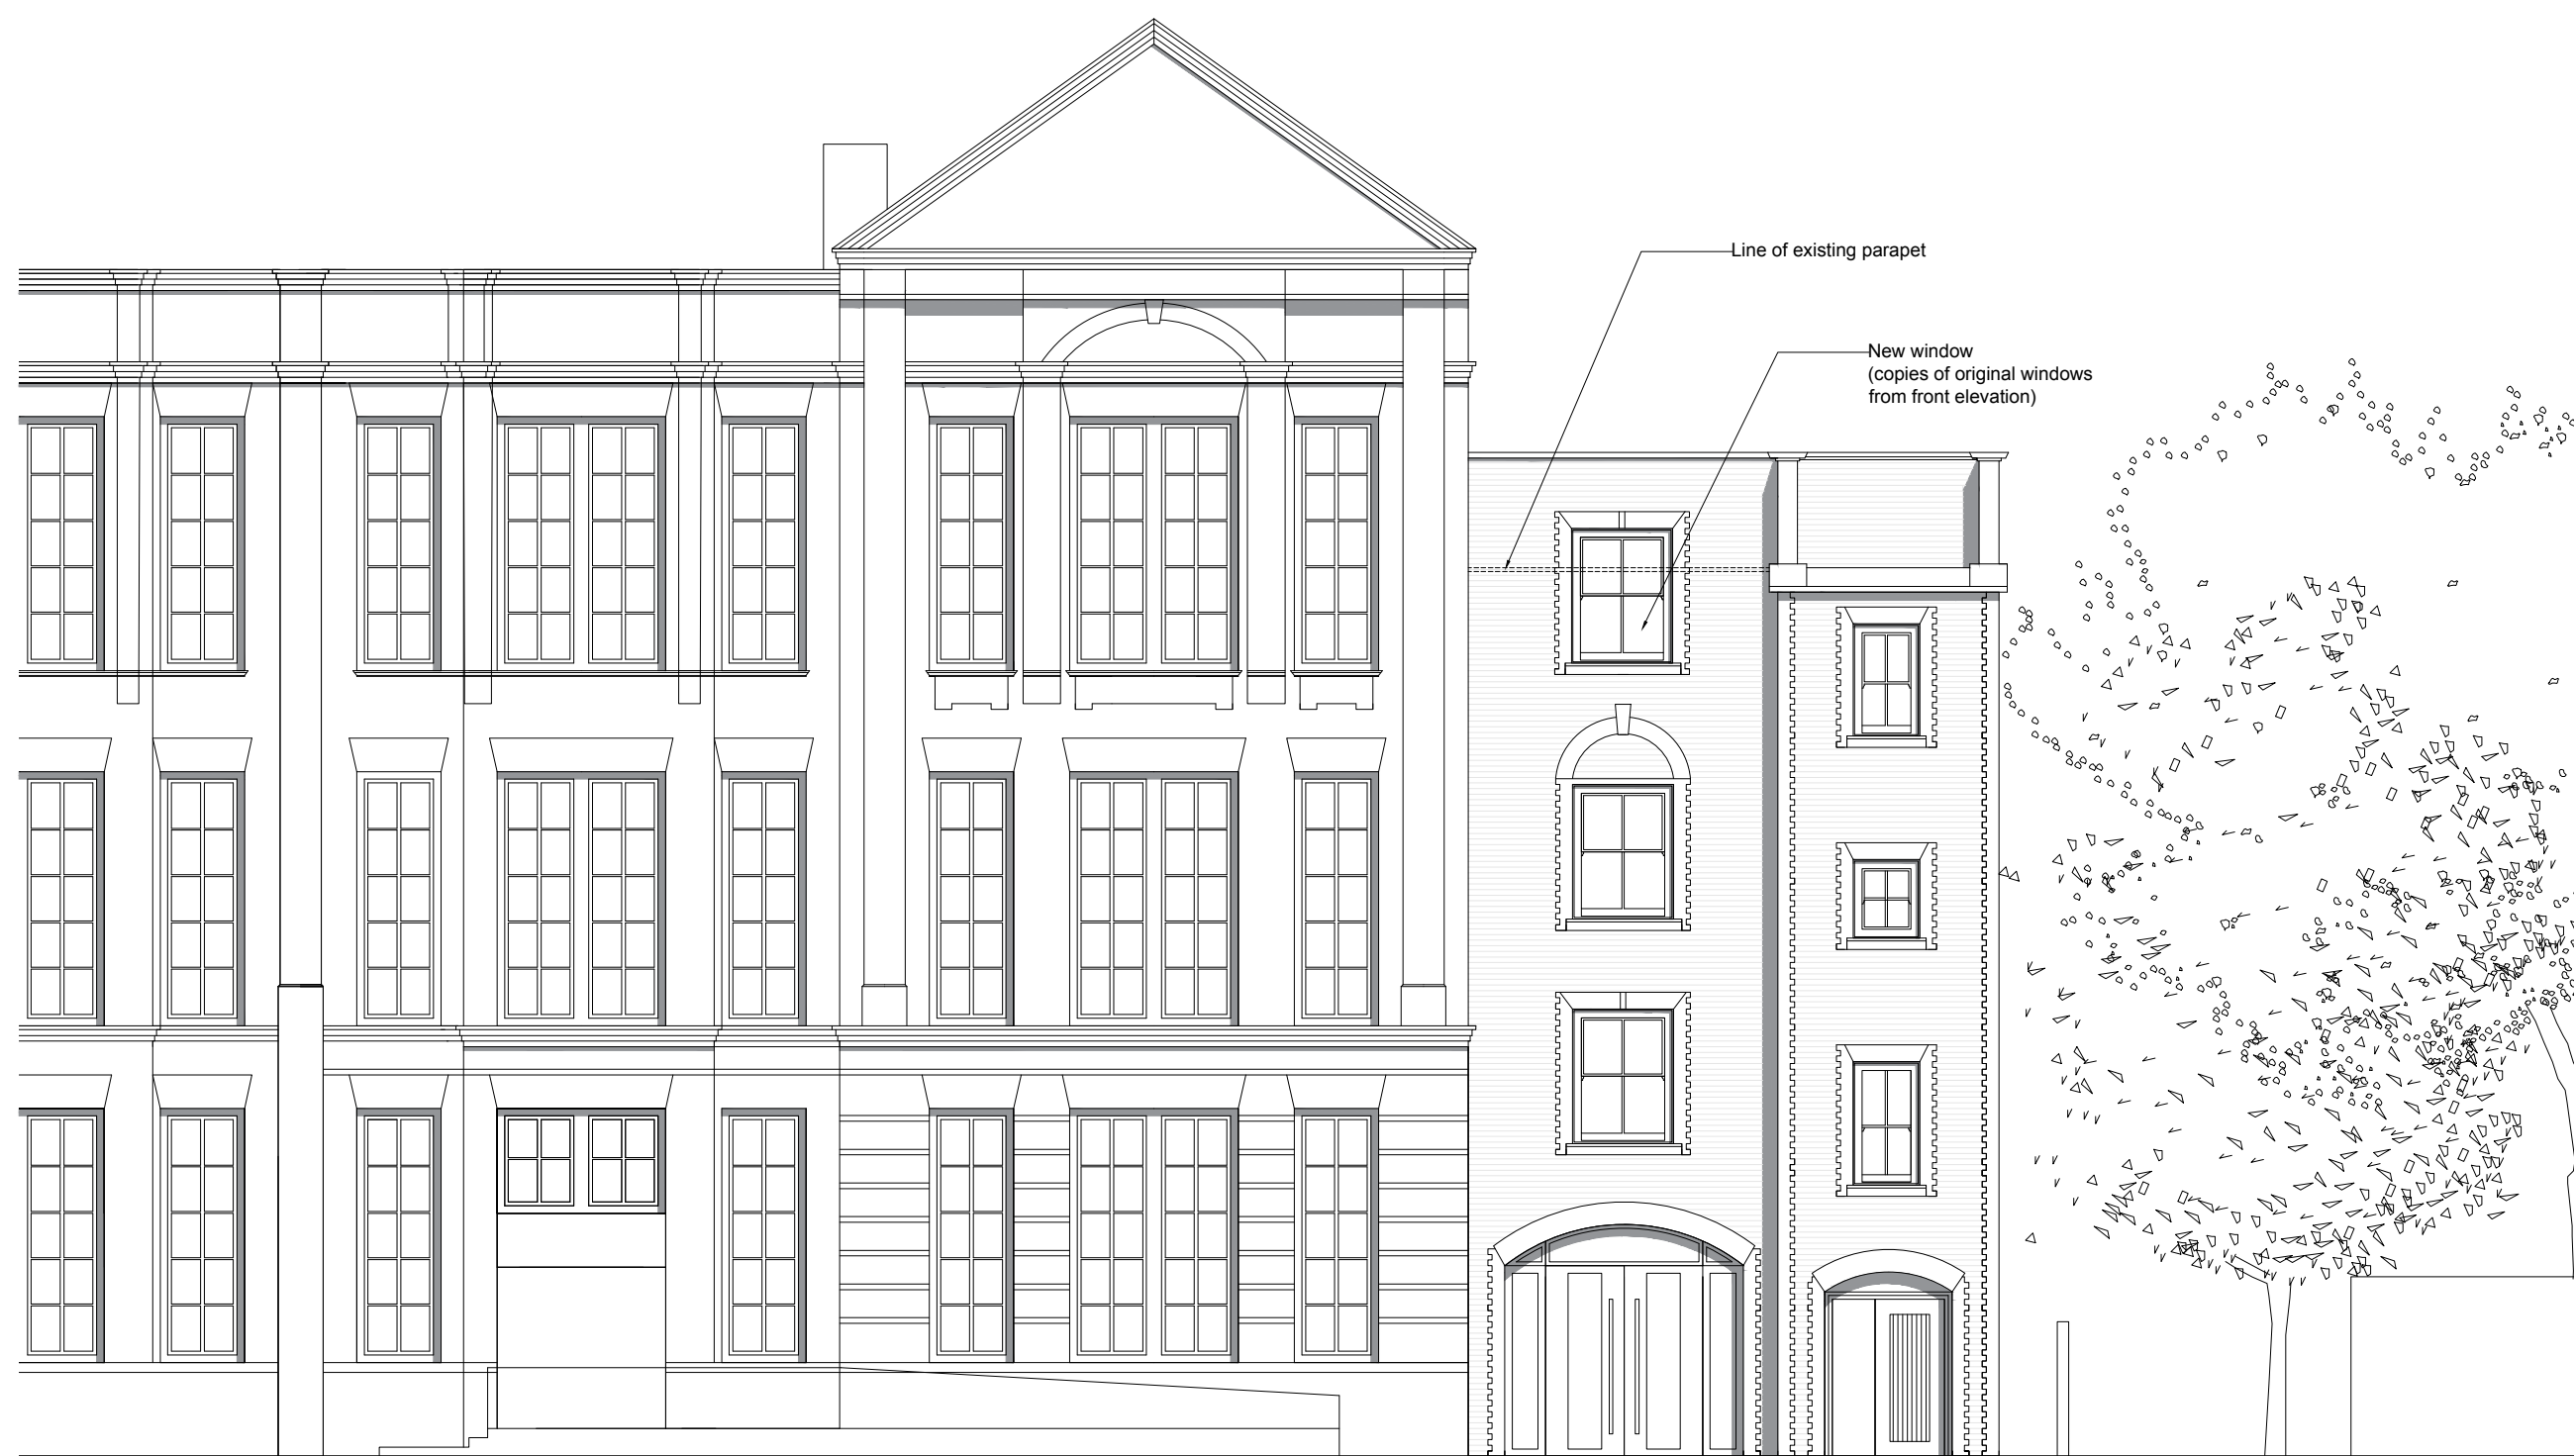 Line of existing parapet
New window
(copies of original windows
from front elevation)